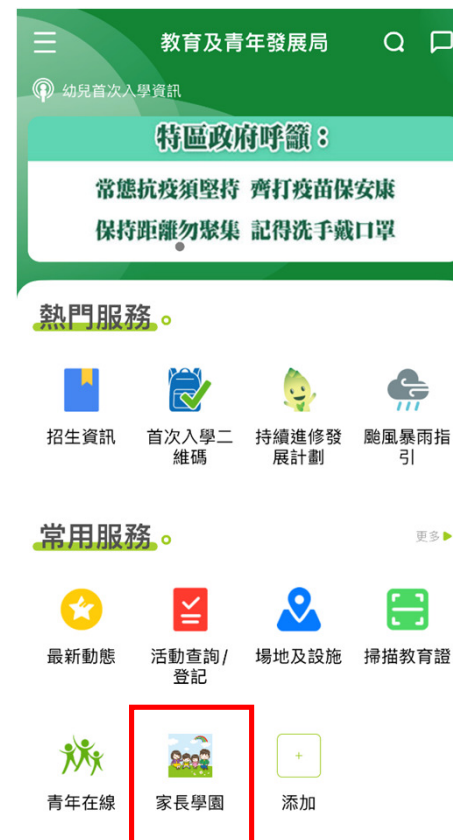 教育及青年發展局
幼兒首次入學資訊
特區政府呼籲：
常態抗疫須堅持 齊打疫苗保安康
保持距離勿聚集 記得洗手戴口罩
熱門服務
招生資訊
首次入學二
維碼
持續進修發
展計劃
颱風暴雨指
引
常用服務
更多
最新動態
活動查詢/
登記
場地及設施
掃描教育證
青年在線
家長學園
添加